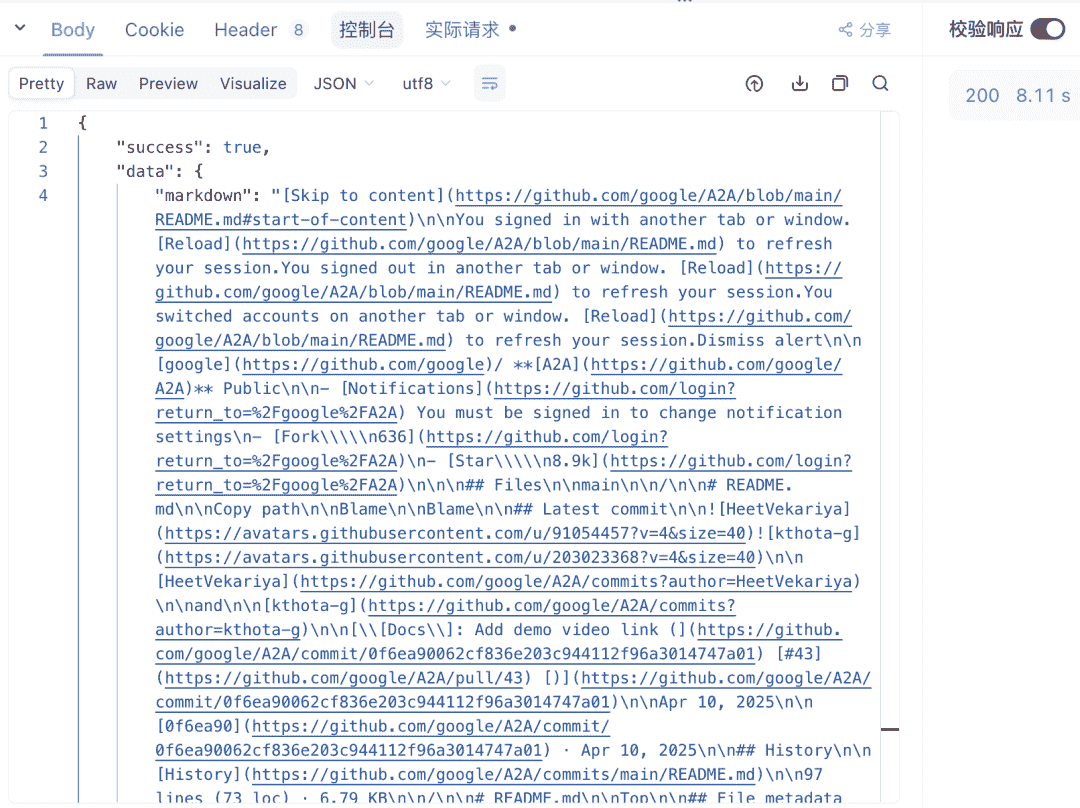 Body Cookie Header 8 控制台 实际请求 • 分享 校验响应
Pretty Raw Preview Visualize JSON utf8
200 8.11 s
1 {
2 "success": true,
3 "data": {
4 "markdown": "[Skip to content](https://github.com/google/A2A/blob/main/
README.md#start-of-content)\n\nYou signed in with another tab or window.
[Reload](https://github.com/google/A2A/blob/main/README.md) to refresh
your session.You signed out in another tab or window. [Reload](https://
github.com/google/A2A/blob/main/README.md) to refresh your session.You
switched accounts on another tab or window. [Reload](https://github.com/
google/A2A/blob/main/README.md) to refresh your session.Dismiss alert\n\n
[google](https://github.com/google)/ **[A2A](https://github.com/google/
A2A)** Public\n\n- [Notifications](https://github.com/login?
return_to=%2Fgoogle%2FA2A) You must be signed in to change notification
settings\n- [Fork\\\\\n636](https://github.com/login?
return_to=%2Fgoogle%2FA2A)\n- [Star\\\\\n8.9k](https://github.com/login?
return_to=%2Fgoogle%2FA2A)\n\n\n## Files\n\nmain\n\n/\n\n# README.
md\n\nCopy path\n\nBlame\n\nBlame\n\n## Latest commit\n\n![HeetVekariya]
(https://avatars.githubusercontent.com/u/91054457?v=4&size=40)![kthota-g]
(https://avatars.githubusercontent.com/u/203023368?v=4&size=40)\n\n
[HeetVekariya](https://github.com/google/A2A/commits?author=HeetVekariya)
\n\nand\n\n[kthota-g](https://github.com/google/A2A/commits?
author=kthota-g)\n\n[\\[Docs\\]: Add demo video link (](https://github.
com/google/A2A/commit/0f6ea90062cf836e203c944112f96a3014747a01) [#43]
(https://github.com/google/A2A/pull/43) [)](https://github.com/google/A2A/
commit/0f6ea90062cf836e203c944112f96a3014747a01)\n\nApr 10, 2025\n\n
[0f6ea90](https://github.com/google/A2A/commit/
0f6ea90062cf836e203c944112f96a3014747a01) · Apr 10, 2025\n\n## History\n\n
[History](https://github.com/google/A2A/commits/main/README.md)\n\n97
lines (73 loc) · 6.79 KB\n\n/\n\n# README.md\n\nTop\n\n## File metadata